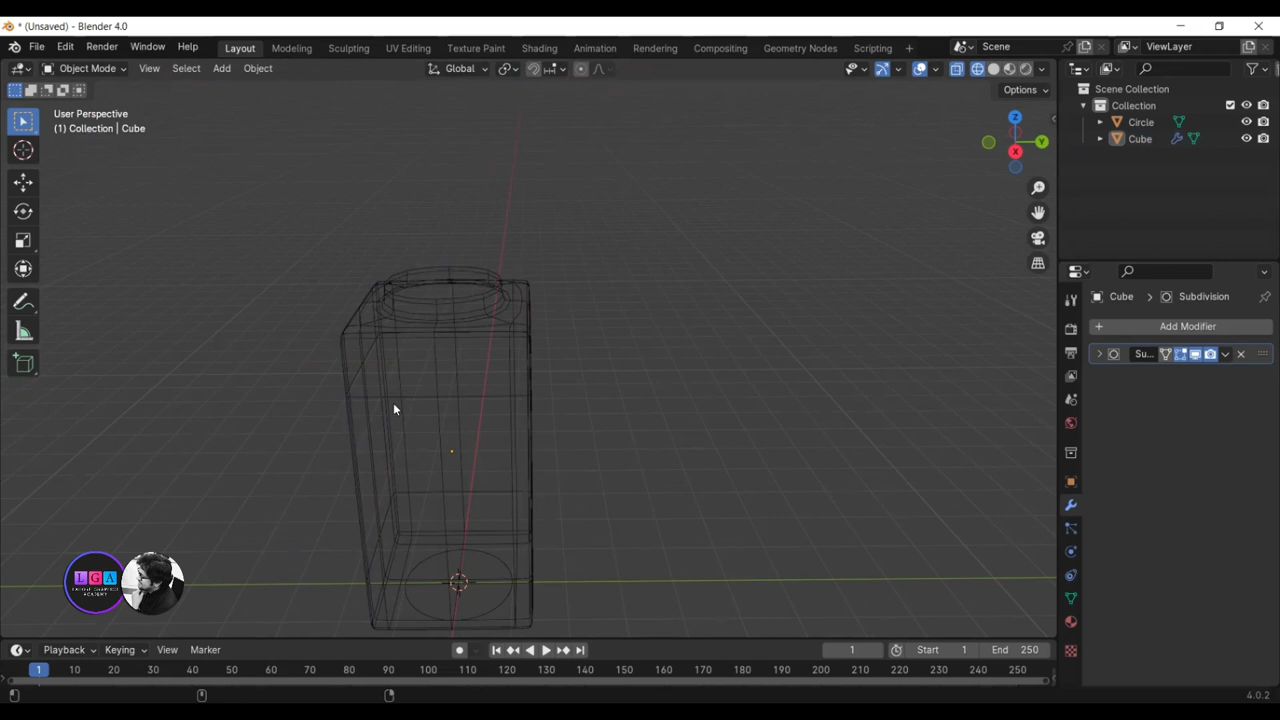 * (Unsaved) - Blender 4.0
File Edit Render Window Help
Layout Modeling Sculpting UV Editing Texture Paint Shading Animation Rendering Compositing Geometry Nodes Scripting +
Scene
ViewLayer
Object Mode View Select Add Object
Global
Options
User Perspective
(1) Collection | Cube
Z
Y
X
Scene Collection
Collection
Circle
Cube
Cube > Subdivision
+ Add Modifier
Su...
LGA
Playback Keying View Marker
1
Start 1
End 250
1 10 20 30 40 50 60 70 80 90 100 110 120 130 140 150 160 170 180 190 200 210 220 230 240 250
4.0.2